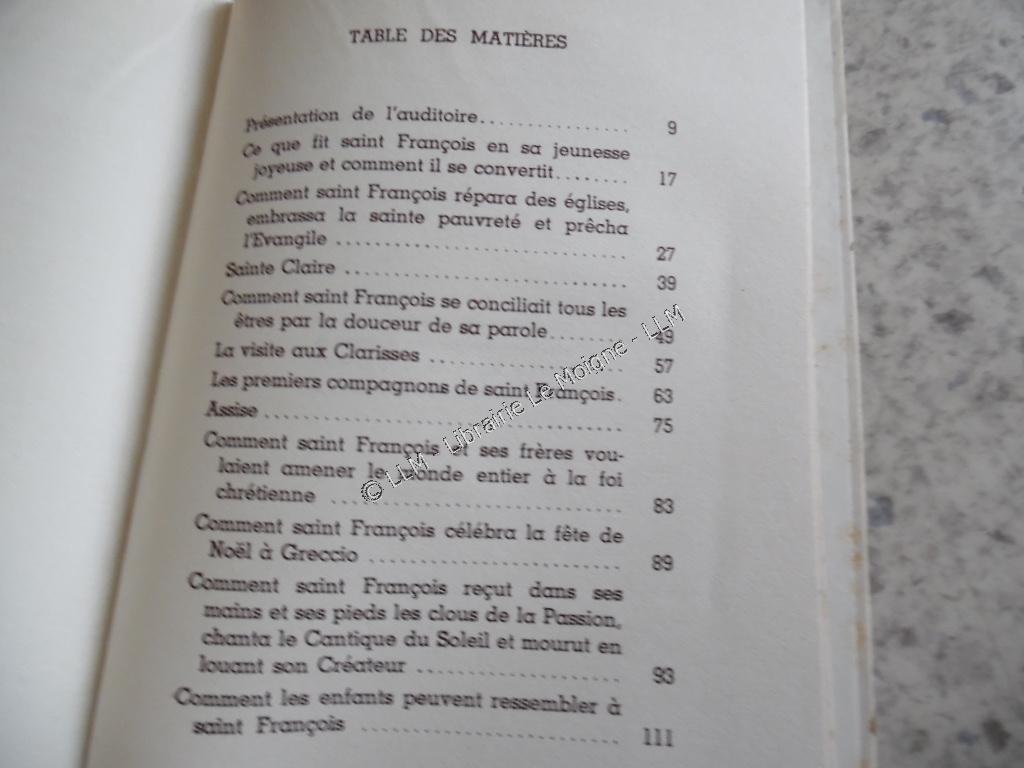 TABLE DES MATIÈRES
Présentation de l'auditoire................ 9
Ce que fit saint François en sa jeunesse
joyeuse et comment il se convertit........ 17
Comment saint François répara des églises,
embrassa la sainte pauvreté et prêcha
l'Evangile ............................ 27
Sainte Claire ............................ 39
Comment saint François se conciliait tous les
êtres par la douceur de sa parole........ 49
La visite aux Clarisses .................... 57
Les premiers compagnons de saint François. 63
Assise .................................... 75
Comment saint François et ses frères vou-
laient amener le monde entier à la foi
chrétienne ............................ 83
Comment saint François célébra la fête de
Noël à Greccio ........................ 89
Comment saint François reçut dans ses
mains et ses pieds les clous de la Passion,
chanta le Cantique du Soleil et mourut en
louant son Créateur .................... 93
Comment les enfants peuvent ressembler à
saint François ........................ 111
© LLM - Librairie Le Moigne - LLM